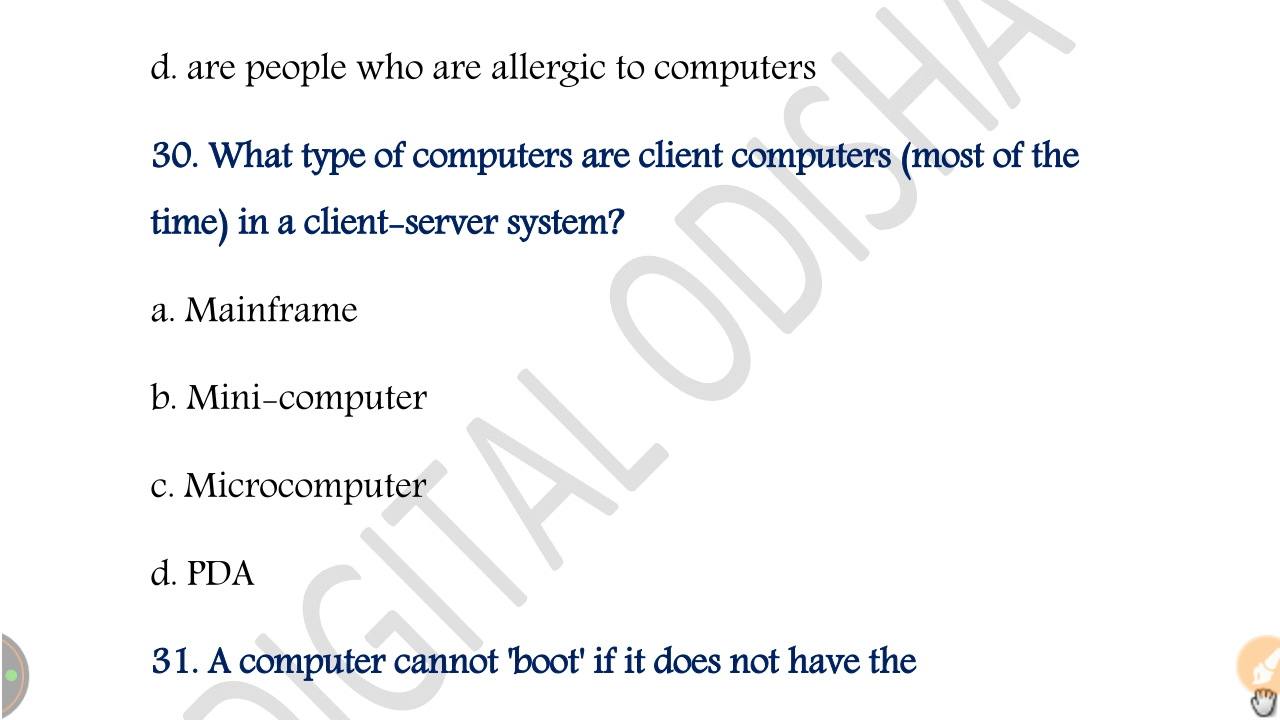 d. are people who are allergic to computers
30. What type of computers are client computers (most of the
time) in a client-server system?
a. Mainframe
b. Mini-computer
c. Microcomputer
d. PDA
31. A computer cannot 'boot' if it does not have the
DIGITAL ODISHA